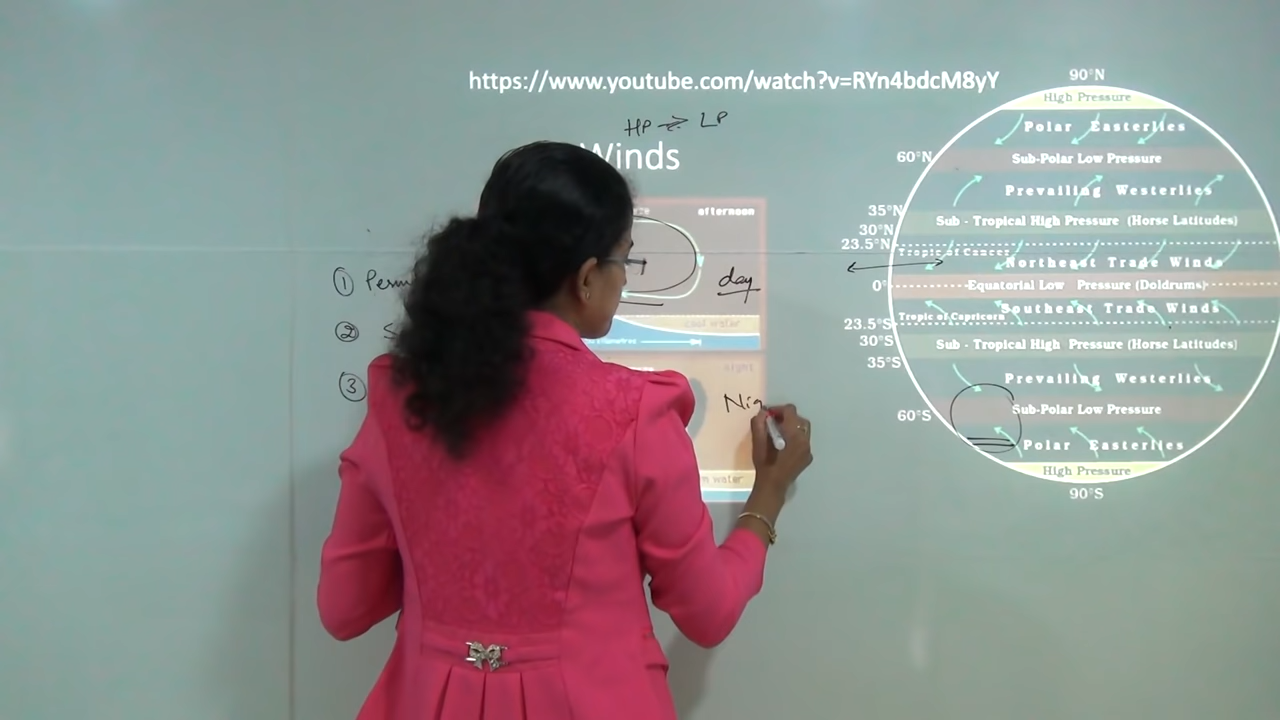 https://www.youtube.com/watch?v=RYn4bdcM8yY
HP → LP
Winds
afternoon
day
cool water
night
① Perm
② S
③
Nig
m water
90°N
High Pressure
Polar Easterlies
60°N
Sub-Polar Low Pressure
Prevailing Westerlies
35°N
Sub - Tropical High Pressure (Horse Latitudes)
30°N
23.5°N
Tropic of Cancer
Northeast Trade Winds
0°
Equatorial Low Pressure (Doldrums)
Southeast Trade Winds
Tropic of Capricorn
23.5°S
30°S
Sub - Tropical High Pressure (Horse Latitudes)
35°S
Prevailing Westerlies
60°S
Sub-Polar Low Pressure
Polar Easterlies
High Pressure
90°S